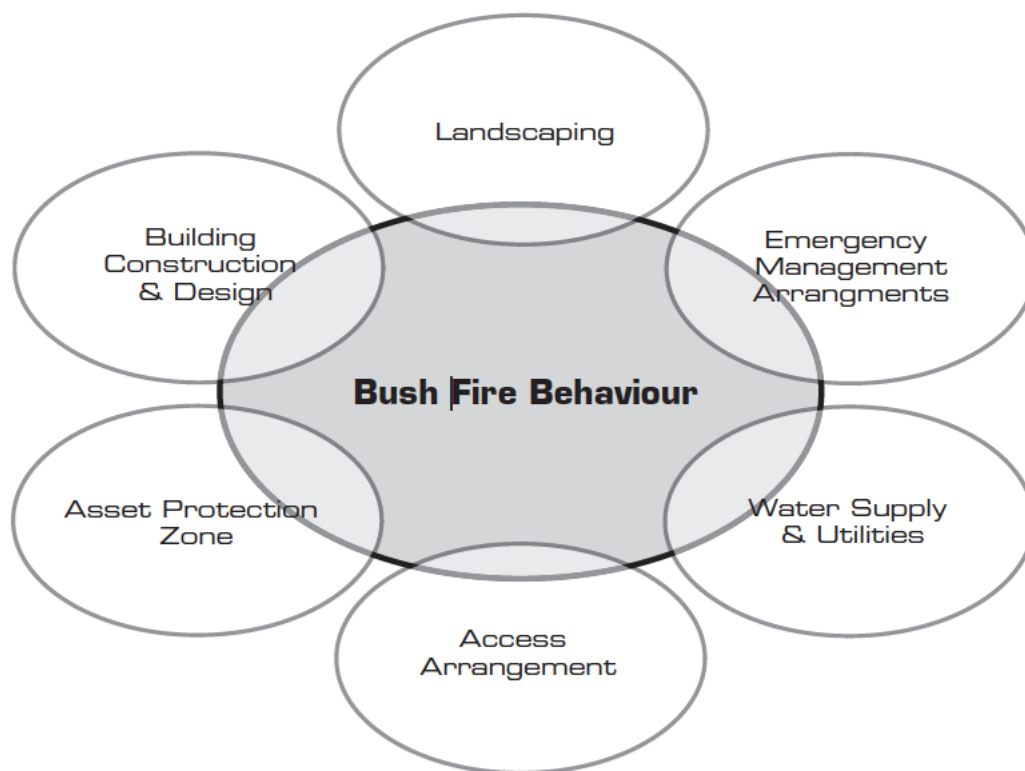 Landscaping
Building
Construction
& Design
Emergency
Management
Arrangments
Bush Fire Behaviour
Asset Protection
Zone
Water Supply
& Utilities
Access
Arrangement